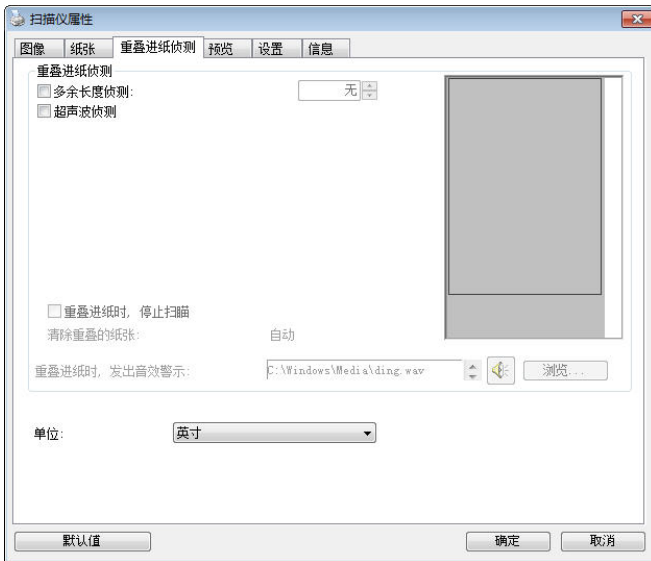 扫描仪属性
图像 纸张 重叠进纸侦测 预览 设置 信息
重叠进纸侦测
多余长度侦测: 无
超声波侦测
重叠进纸时, 停止扫瞄
清除重叠的纸张: 自动
重叠进纸时, 发出音效警示: C:\Windows\Media\ding.wav 浏览...
单位: 英寸
默认值 确定 取消